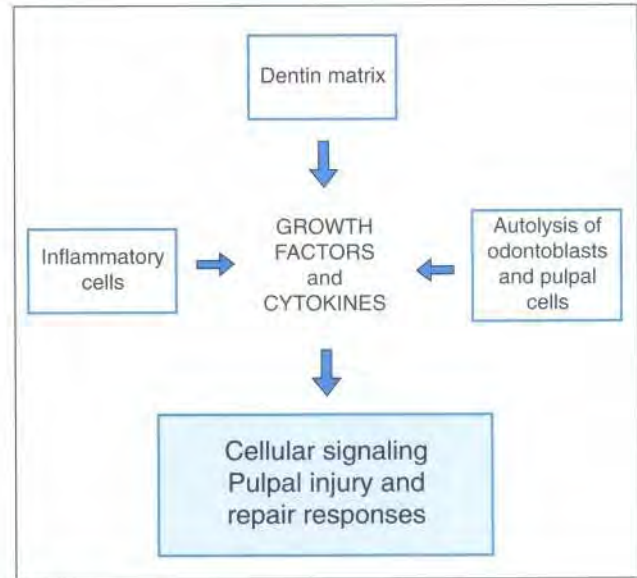 Dentin matrix
Inflammatory
cells
GROWTH
FACTORS
and
CYTOKINES
Autolysis of
odontoblasts
and pulpal
cells
Cellular signaling
Pulpal injury and
repair responses